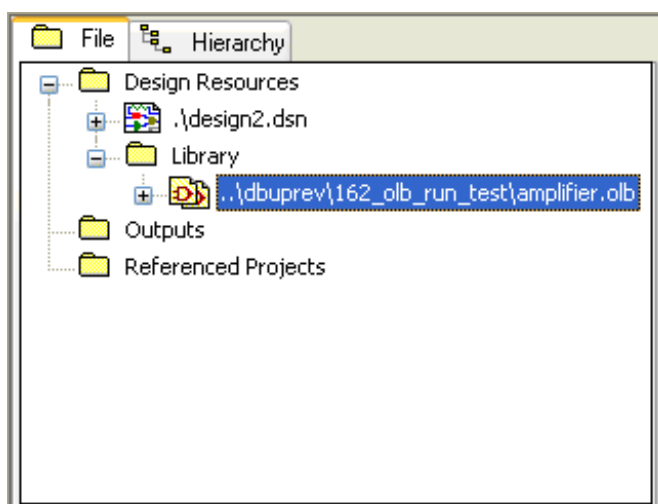 File Hierarchy
Design Resources
.\design2.dsn
Library
..\dbuprev\162_olb_run_test\amplifier.olb
Outputs
Referenced Projects